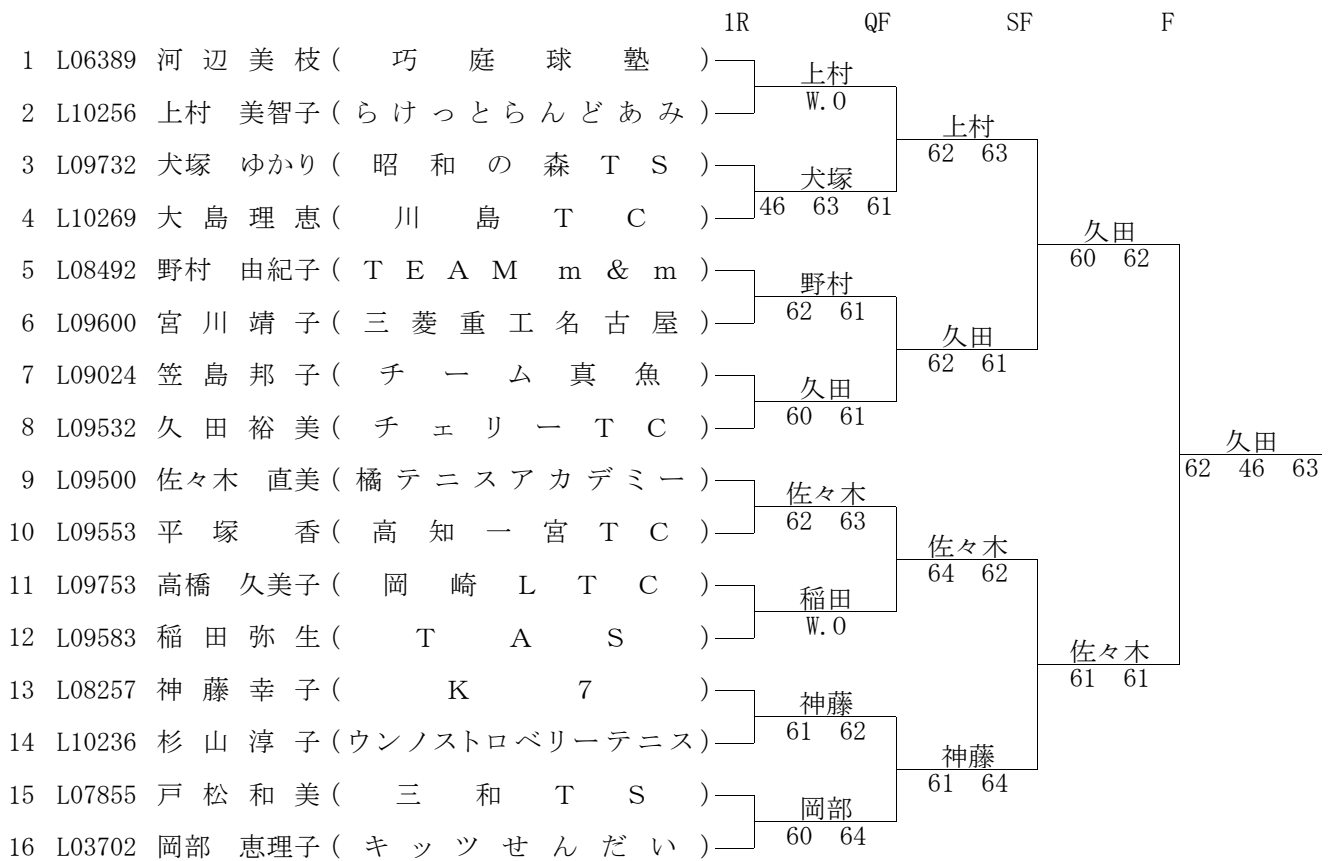 1R QF SF F
1 L06389 河辺美枝(巧庭球塾)
上村
W.O
2 L10256 上村 美智子(らけっとらんどあみ)
上村
62 63
3 L09732 犬塚 ゆかり(昭和の森TS)
犬塚
46 63 61
4 L10269 大島理恵(川島TC)
久田
60 62
5 L08492 野村 由紀子(TEAM m&m)
野村
62 61
6 L09600 宮川靖子(三菱重工名古屋)
久田
62 61
7 L09024 笠島邦子(チーム真魚)
久田
60 61
8 L09532 久田裕美(チェリーTC)
久田
62 46 63
9 L09500 佐々木 直美(橘テニスアカデミー)
佐々木
62 63
10 L09553 平塚 香(高知一宮TC)
佐々木
64 62
11 L09753 高橋 久美子(岡崎LTC)
稲田
W.O
12 L09583 稲田弥生(TAS)
佐々木
61 61
13 L08257 神藤幸子(K7)
神藤
61 62
14 L10236 杉山淳子(ウンノストロベリーテニス)
神藤
61 64
15 L07855 戸松和美(三和TS)
岡部
60 64
16 L03702 岡部 恵理子(キッツせんだい)